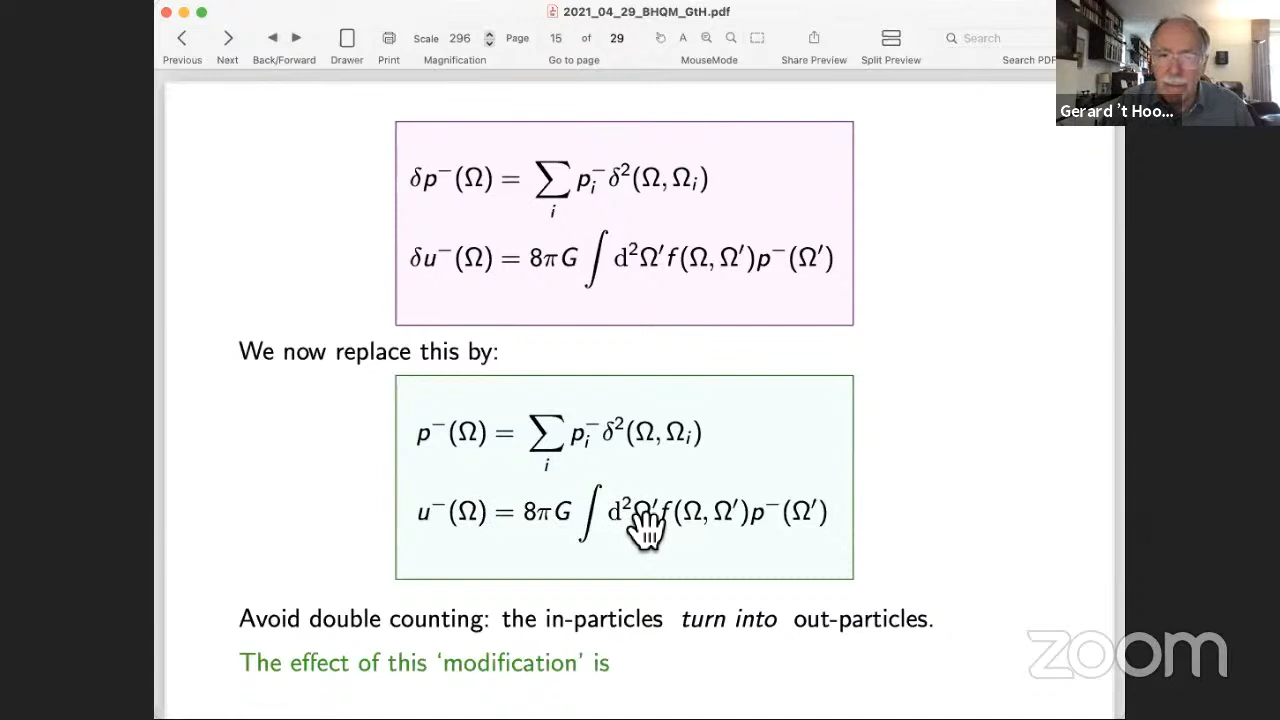 2021_04_29_BHQM_GtH.pdf
Scale 296 Page 15 of 29 A Search
Previous Next Back/Forward Drawer Print Magnification Go to page MouseMode Share Preview Split Preview Search PDF
Gerard 't Hoo...
δp⁻(Ω) = ∑ᵢ pᵢ⁻ δ²(Ω, Ωᵢ)
δu⁻(Ω) = 8πG ∫ d²Ω′ f(Ω, Ω′) p⁻(Ω′)
We now replace this by:
p⁻(Ω) = ∑ᵢ pᵢ⁻ δ²(Ω, Ωᵢ)
u⁻(Ω) = 8πG ∫ d²Ω′ f(Ω, Ω′) p⁻(Ω′)
Avoid double counting: the in-particles turn into out-particles.
The effect of this ‘modification’ is
zoom